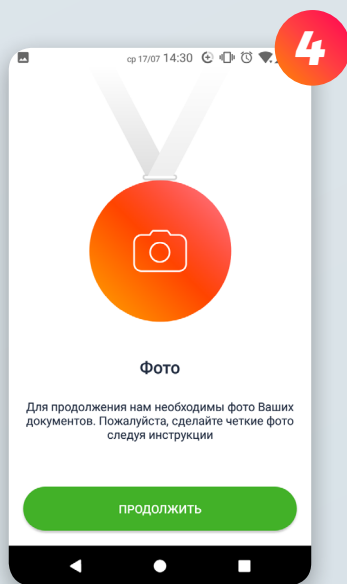 4
ср 17/07 14:30
Фото
Для продолжения нам необходимы фото Ваших
документов. Пожалуйста, сделайте четкие фото
следуя инструкции
ПРОДОЛЖИТЬ